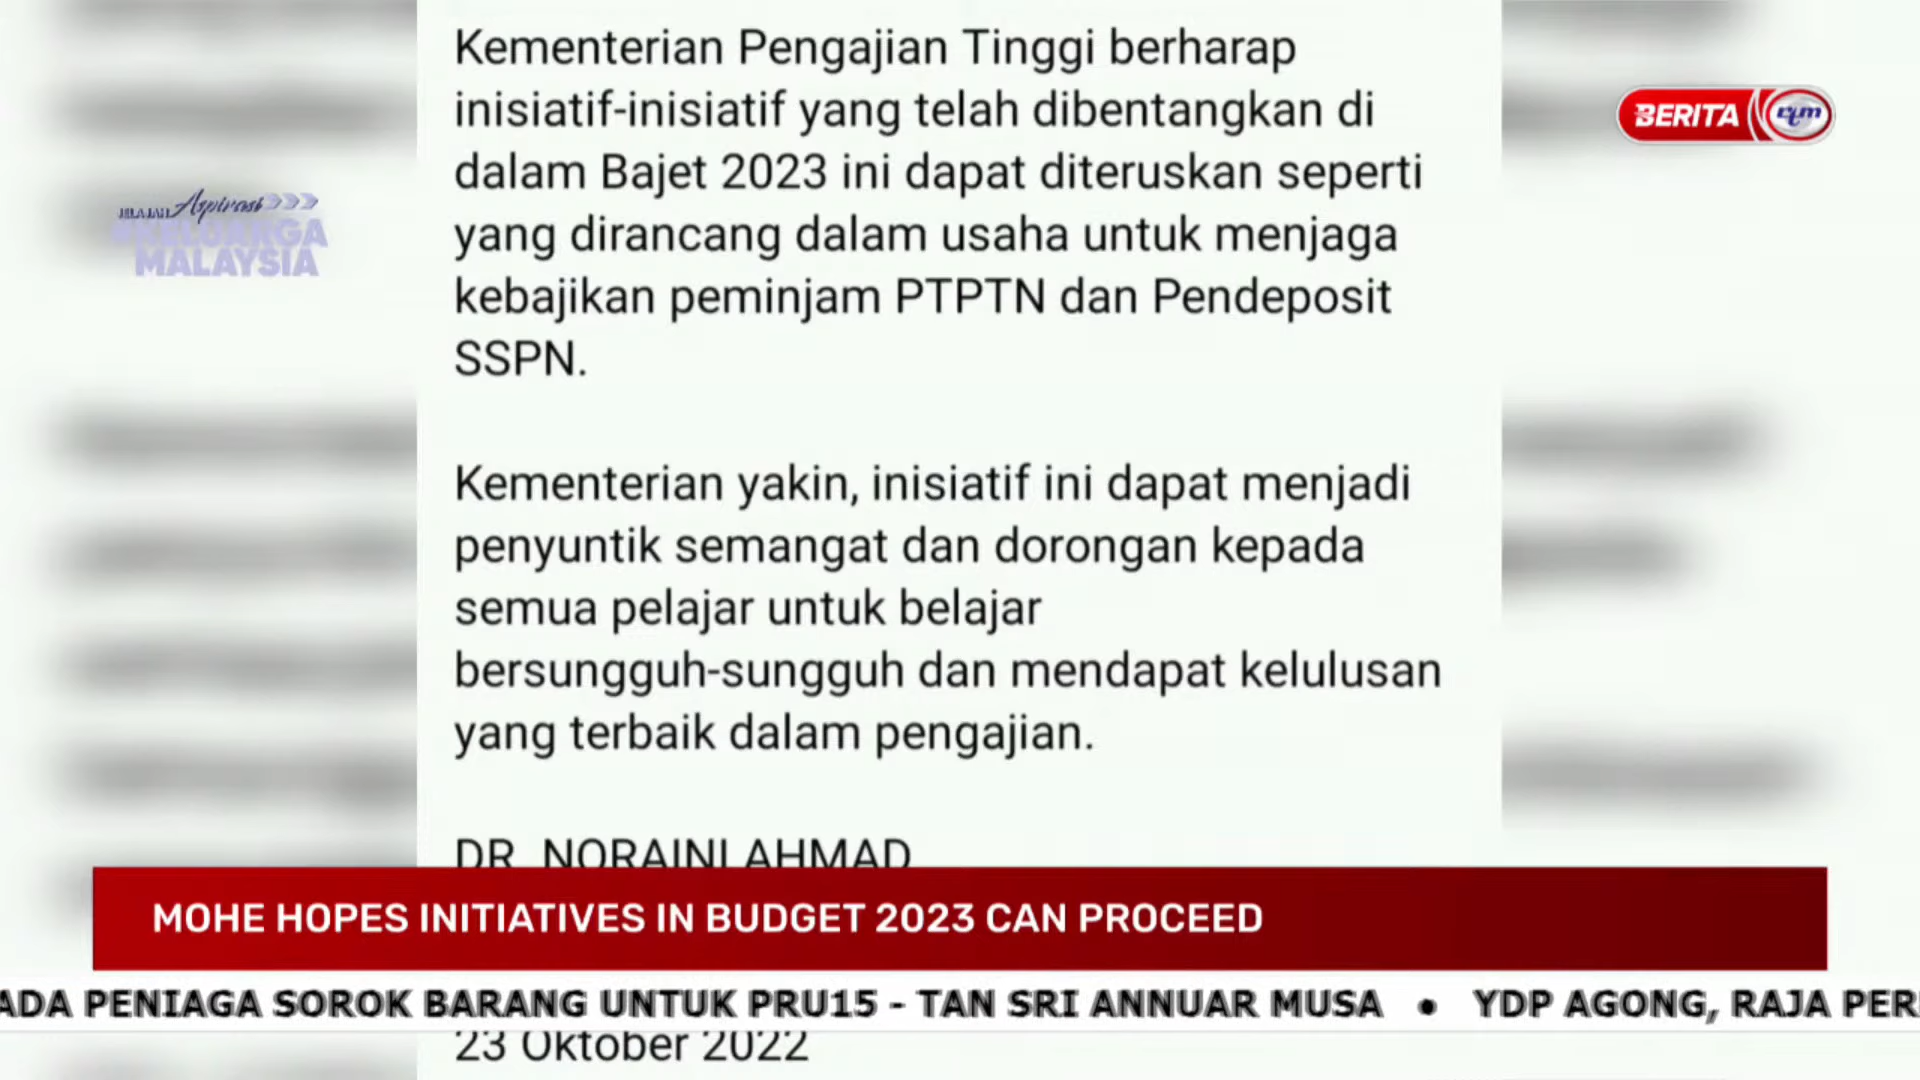 Kementerian Pengajian Tinggi berharap
inisiatif-inisiatif yang telah dibentangkan di
dalam Bajet 2023 ini dapat diteruskan seperti
yang dirancang dalam usaha untuk menjaga
kebajikan peminjam PTPTN dan Pendeposit
SSPN.
Kementerian yakin, inisiatif ini dapat menjadi
penyuntik semangat dan dorongan kepada
semua pelajar untuk belajar
bersungguh-sungguh dan mendapat kelulusan
yang terbaik dalam pengajian.
DR. NORAINI AHMAD
BERITA rtm
JELAJAH Aspirasi
#KELUARGA
MALAYSIA
MOHE HOPES INITIATIVES IN BUDGET 2023 CAN PROCEED
ADA PENIAGA SOROK BARANG UNTUK PRU15 - TAN SRI ANNUAR MUSA • YDP AGONG, RAJA PER
23 Oktober 2022